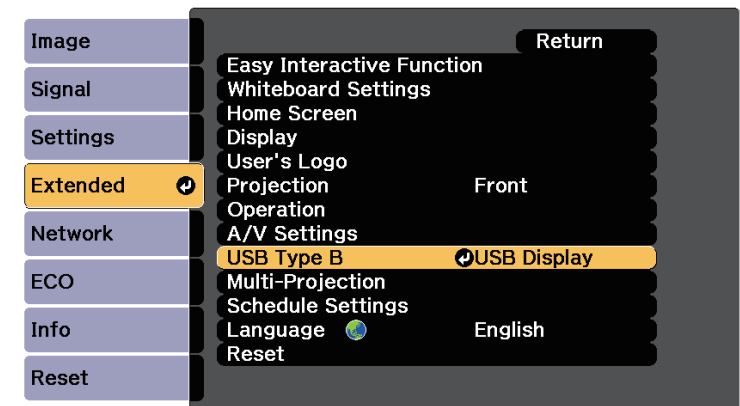 Image
Signal
Settings
Extended
Network
ECO
Info
Reset
Return
Easy Interactive Function
Whiteboard Settings
Home Screen
Display
User's Logo
Projection Front
Operation
A/V Settings
USB Type B USB Display
Multi-Projection
Schedule Settings
Language English
Reset